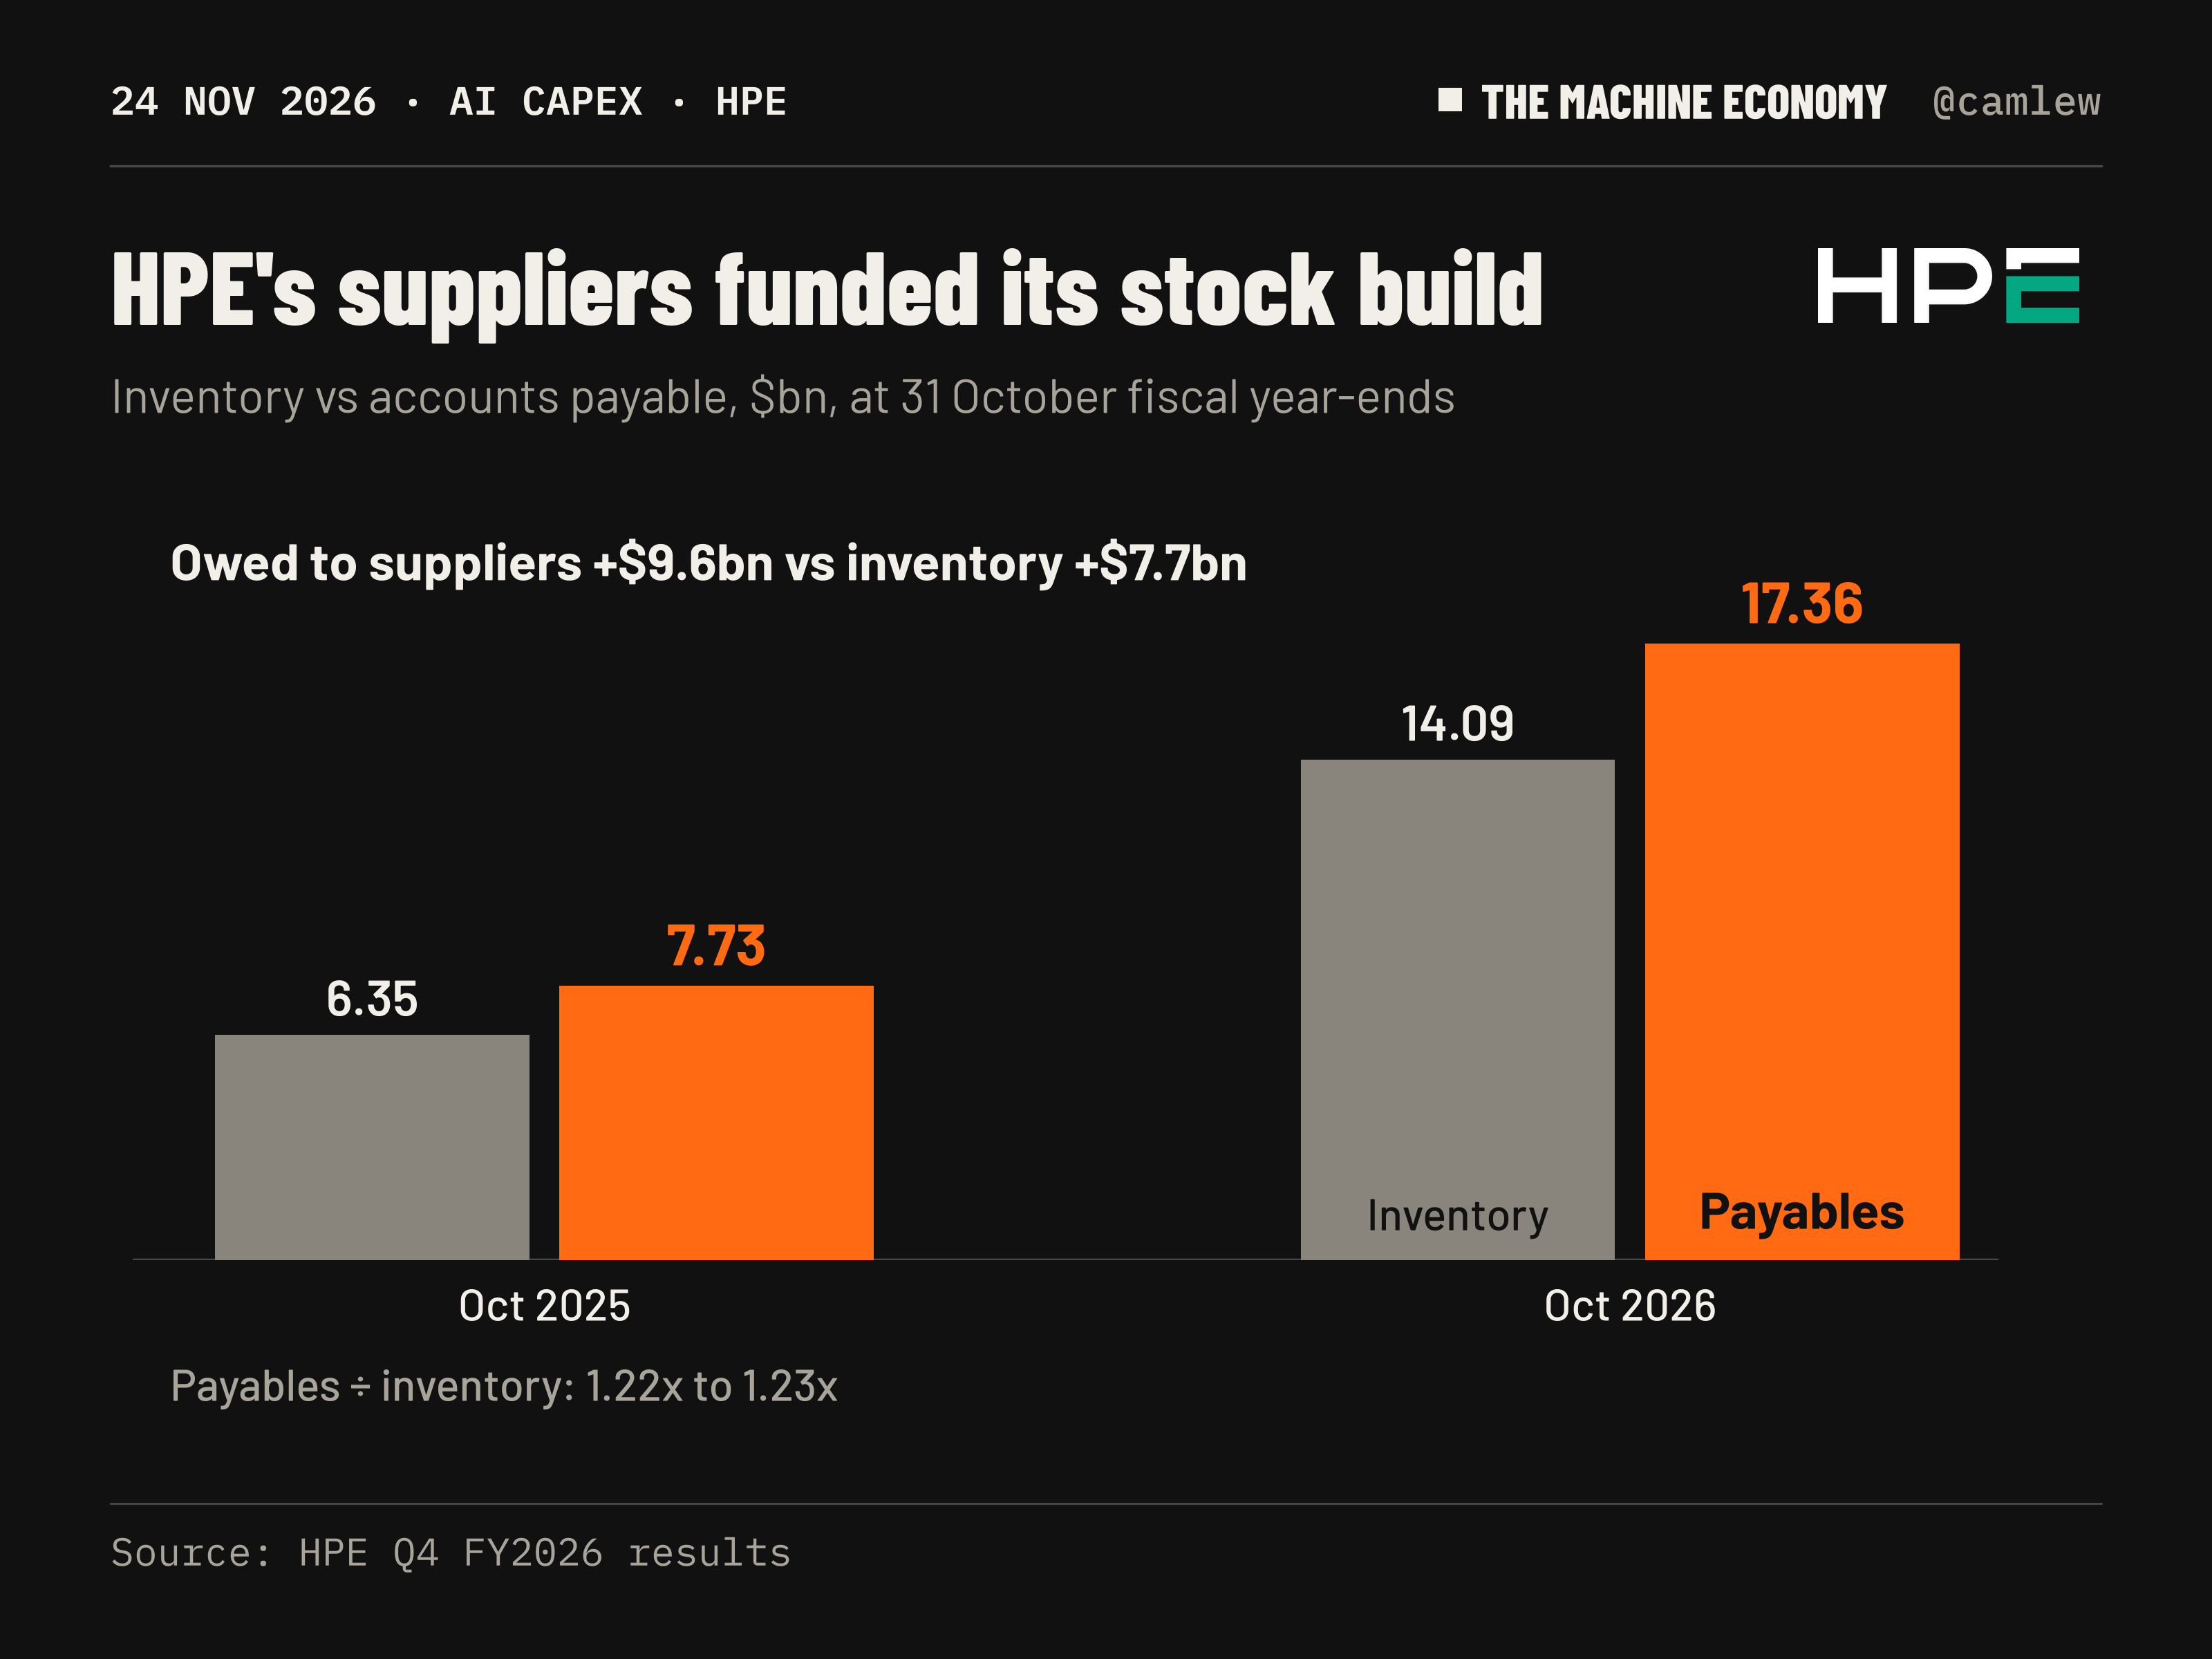 24 NOV 2026 · AI CAPEX · HPE
THE MACHINE ECONOMY @camlew
HPE's suppliers funded its stock build
HPE
Inventory vs accounts payable, $bn, at 31 October fiscal year-ends
Owed to suppliers +$9.6bn vs inventory +$7.7bn
6.35
7.73
14.09
17.36
Inventory
Payables
Oct 2025
Oct 2026
Payables ÷ inventory: 1.22x to 1.23x
Source: HPE Q4 FY2026 results